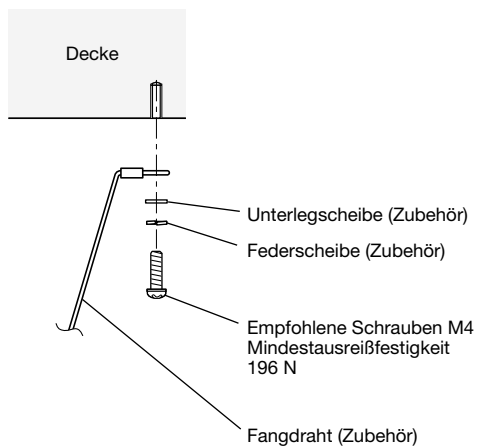 Decke
Unterlegscheibe (Zubehör)
Federscheibe (Zubehör)
Empfohlene Schrauben M4
Mindestausreißfestigkeit
196 N
Fangdraht (Zubehör)